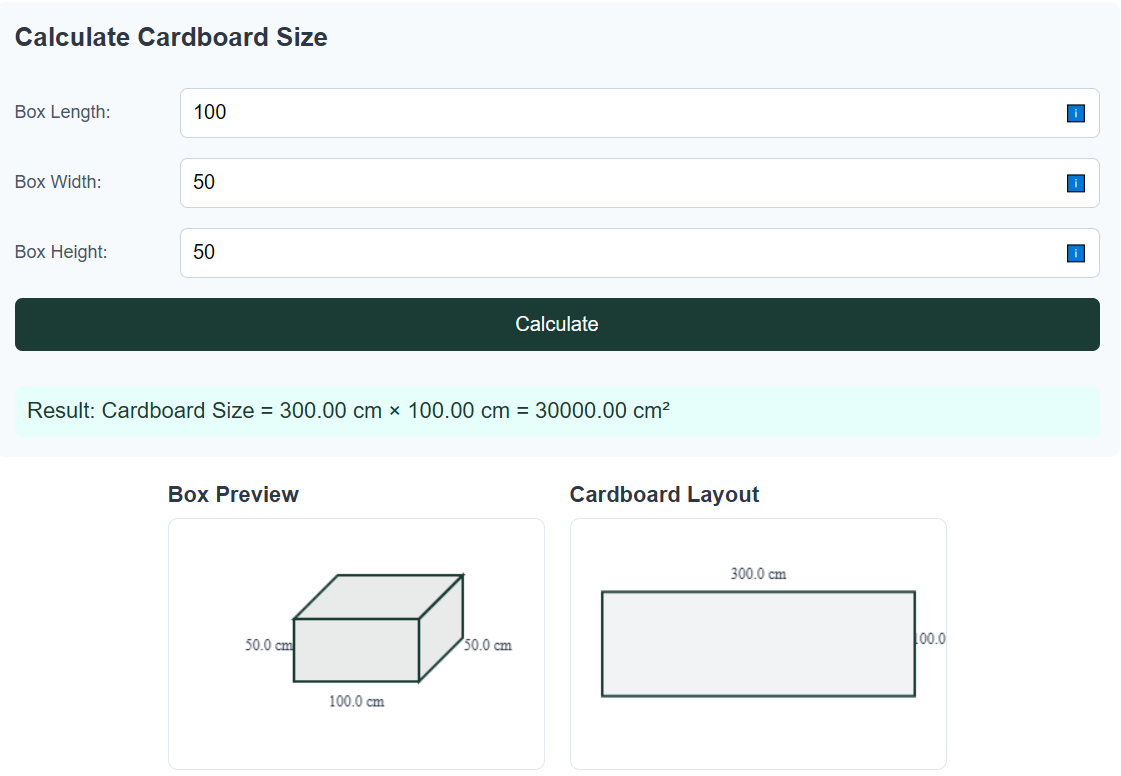 Calculate Cardboard Size
Box Length: 100 i
Box Width: 50 i
Box Height: 50 i
Calculate
Result: Cardboard Size = 300.00 cm × 100.00 cm = 30000.00 cm²
Box Preview
50.0 cm
50.0 cm
100.0 cm
Cardboard Layout
300.0 cm
00.0